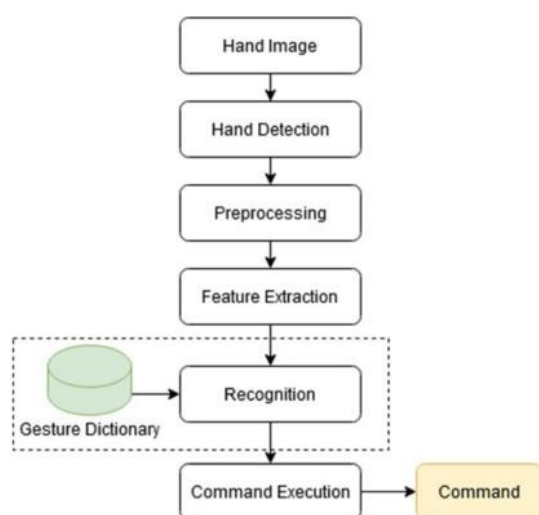 Hand Image
Hand Detection
Preprocessing
Feature Extraction
Recognition
Gesture Dictionary
Command Execution
Command